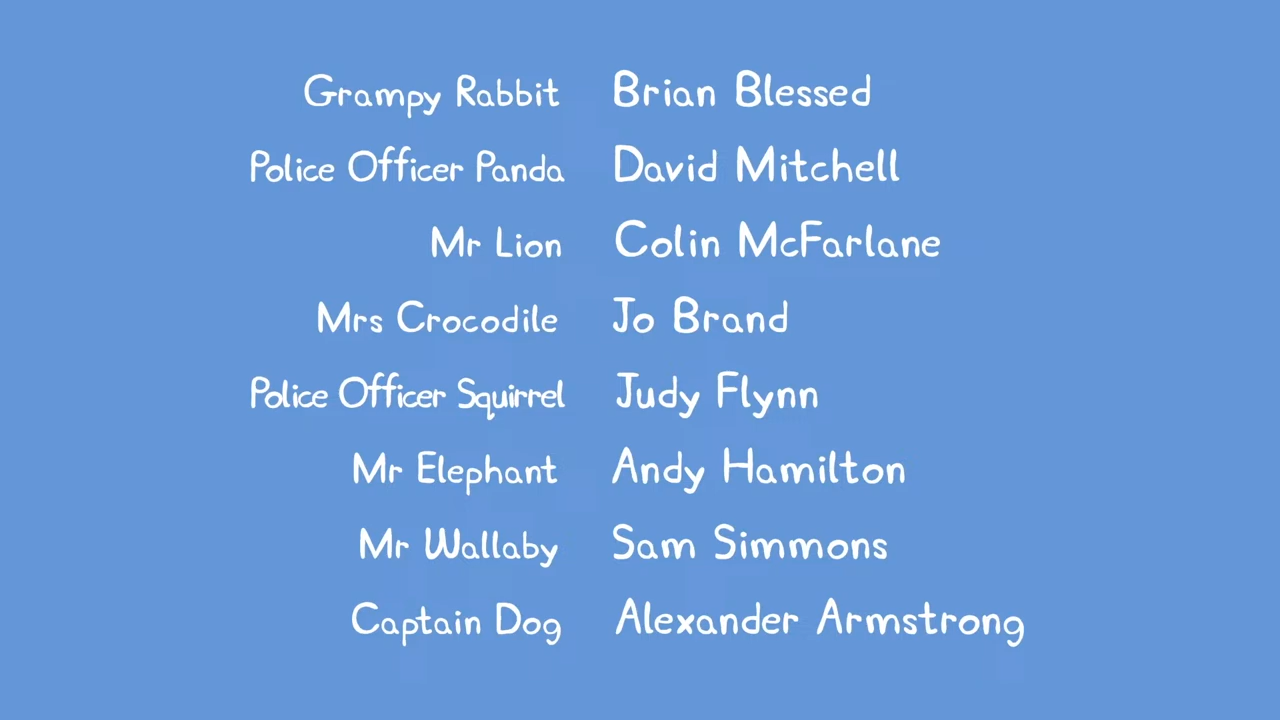 Grampy Rabbit Brian Blessed
Police Officer Panda David Mitchell
Mr Lion Colin McFarlane
Mrs Crocodile Jo Brand
Police Officer Squirrel Judy Flynn
Mr Elephant Andy Hamilton
Mr Wallaby Sam Simmons
Captain Dog Alexander Armstrong